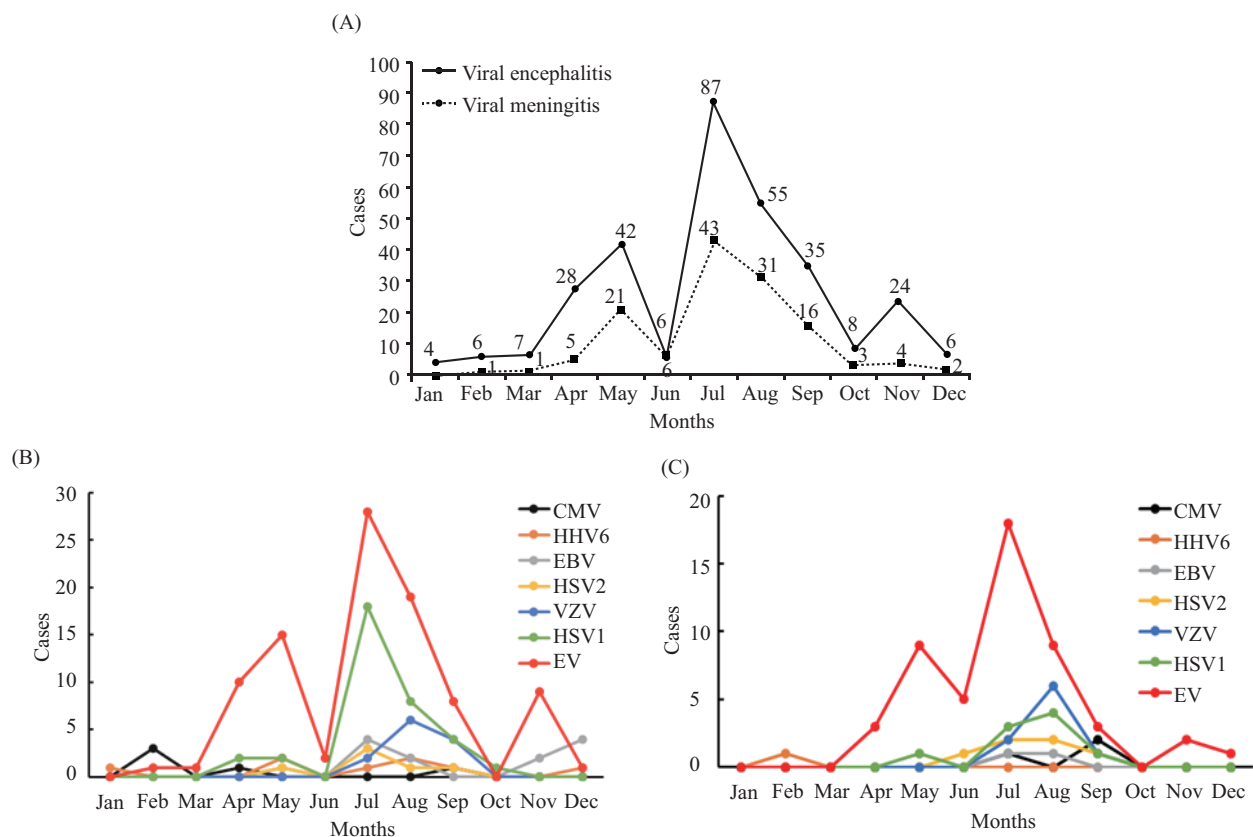 (A)
100
90
80
70
60
50
40
30
20
10
0
Cases
Viral encephalitis
Viral meningitis
4
6
7
28
42
6
87
55
35
8
24
6
1
1
5
21
6
43
31
16
3
4
2
Jan Feb Mar Apr May Jun Jul Aug Sep Oct Nov Dec
Months
(B)
30
25
20
15
10
5
0
Cases
CMV
HHV6
EBV
HSV2
VZV
HSV1
EV
Jan Feb Mar Apr May Jun Jul Aug Sep Oct Nov Dec
Months
(C)
20
15
10
5
0
Cases
CMV
HHV6
EBV
HSV2
VZV
HSV1
EV
Jan Feb Mar Apr May Jun Jul Aug Sep Oct Nov Dec
Months